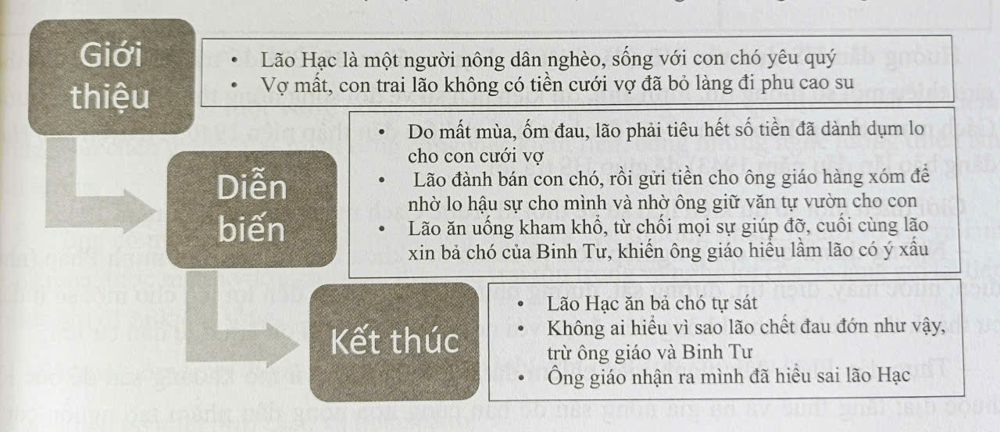 Giới
thiệu
• Lão Hạc là một người nông dân nghèo, sống với con chó yêu quý
• Vợ mất, con trai lão không có tiền cưới vợ đã bỏ làng đi phu cao su
Diễn
biến
• Do mất mùa, ốm đau, lão phải tiêu hết số tiền đã dành dụm lo
cho con cưới vợ
• Lão đành bán con chó, rồi gửi tiền cho ông giáo hàng xóm để
nhờ lo hậu sự cho mình và nhờ ông giữ văn tự vườn cho con
• Lão ăn uống kham khổ, từ chối mọi sự giúp đỡ, cuối cùng lão
xin bả chó của Binh Tư, khiến ông giáo hiểu lầm lão có ý xấu
Kết thúc
• Lão Hạc ăn bả chó tự sát
• Không ai hiểu vì sao lão chết đau đớn như vậy,
trừ ông giáo và Binh Tư
• Ông giáo nhận ra mình đã hiểu sai lão Hạc